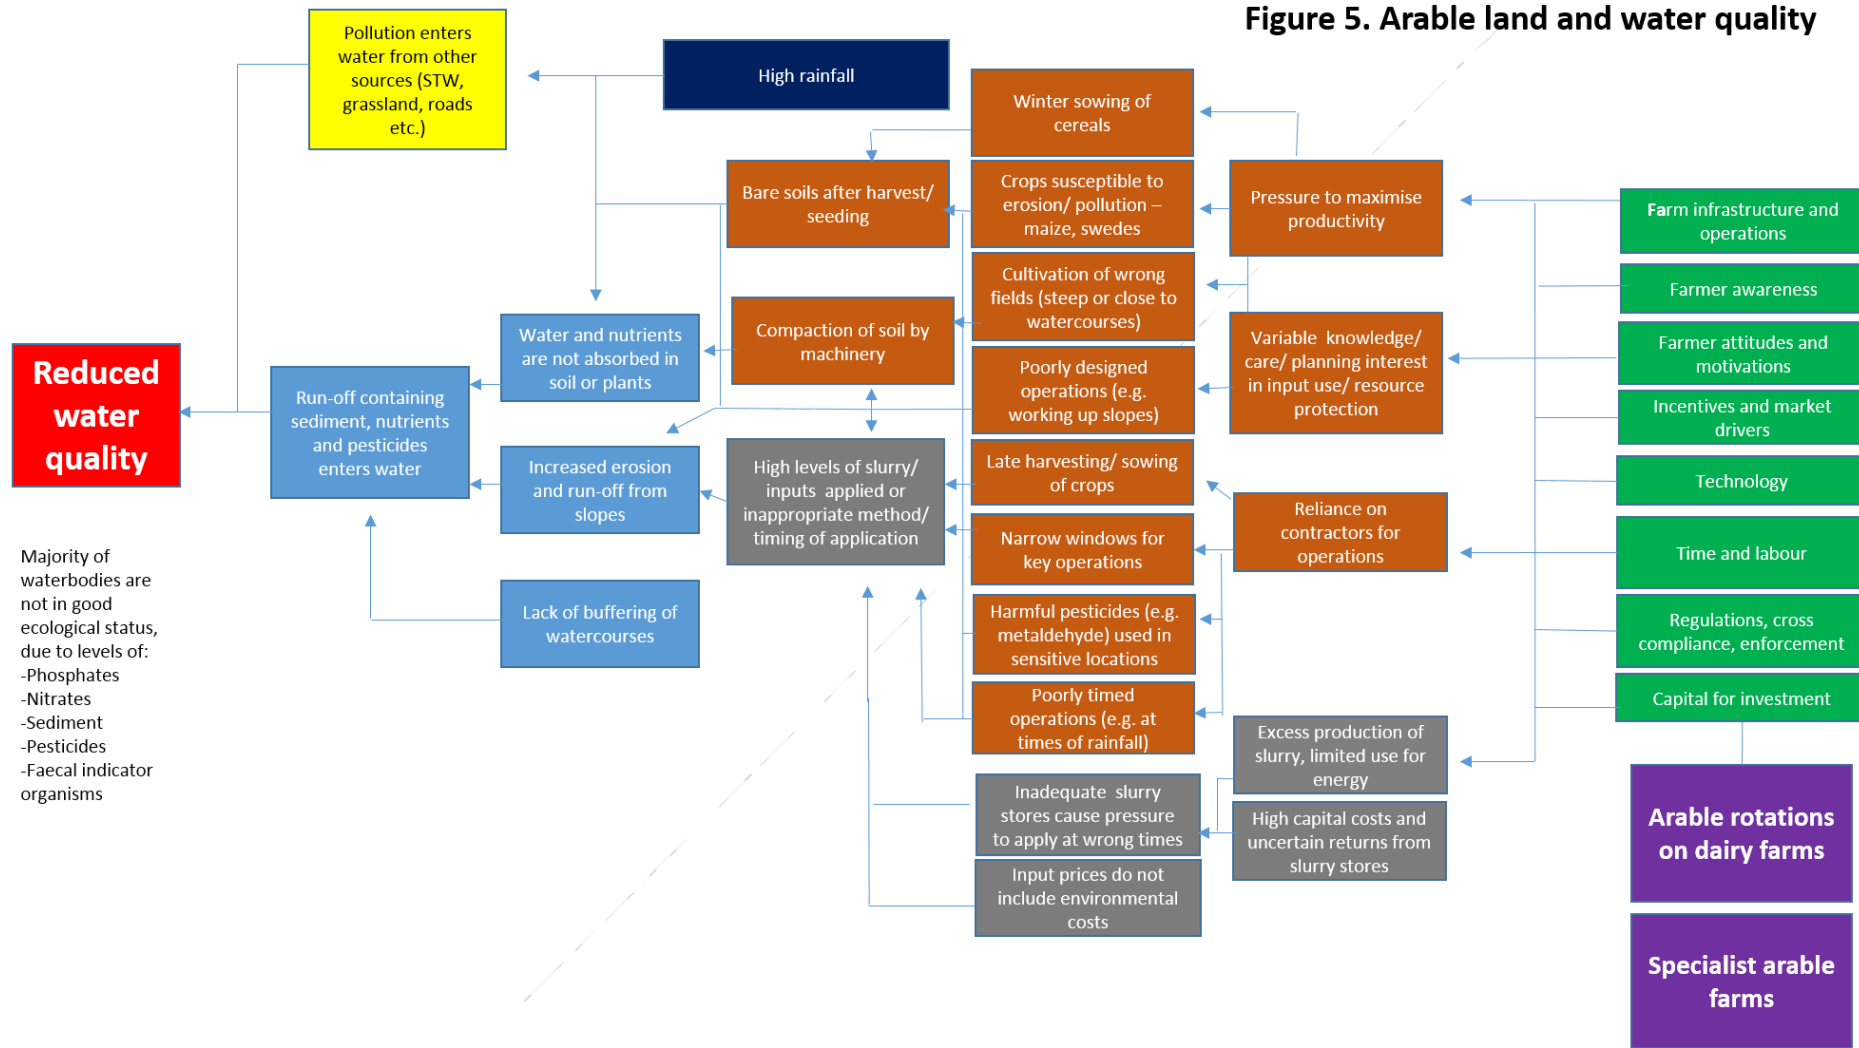 Figure 5. Arable land and water quality
Pollution enters
water from other
sources (STW,
grassland, roads
etc.)
High rainfall
Winter sowing of
cereals
Bare soils after harvest/
seeding
Crops susceptible to
erosion/ pollution –
maize, swedes
Pressure to maximise
productivity
Farm infrastructure and
operations
Cultivation of wrong
fields (steep or close to
watercourses)
Farmer awareness
Water and nutrients
are not absorbed in
soil or plants
Compaction of soil by
machinery
Variable knowledge/
care/ planning interest
in input use/ resource
protection
Farmer attitudes and
motivations
Reduced
water
quality
Run-off containing
sediment, nutrients
and pesticides
enters water
Poorly designed
operations (e.g.
working up slopes)
Incentives and market
drivers
Increased erosion
and run-off from
slopes
High levels of slurry/
inputs applied or
inappropriate method/
timing of application
Late harvesting/ sowing
of crops
Technology
Narrow windows for
key operations
Reliance on
contractors for
operations
Time and labour
Majority of
waterbodies are
not in good
ecological status,
due to levels of:
-Phosphates
-Nitrates
-Sediment
-Pesticides
-Faecal indicator
organisms
Lack of buffering of
watercourses
Harmful pesticides (e.g.
metaldehyde) used in
sensitive locations
Regulations, cross
compliance, enforcement
Poorly timed
operations (e.g. at
times of rainfall)
Capital for investment
Excess production of
slurry, limited use for
energy
Inadequate slurry
stores cause pressure
to apply at wrong times
High capital costs and
uncertain returns from
slurry stores
Arable rotations
on dairy farms
Input prices do not
include environmental
costs
Specialist arable
farms